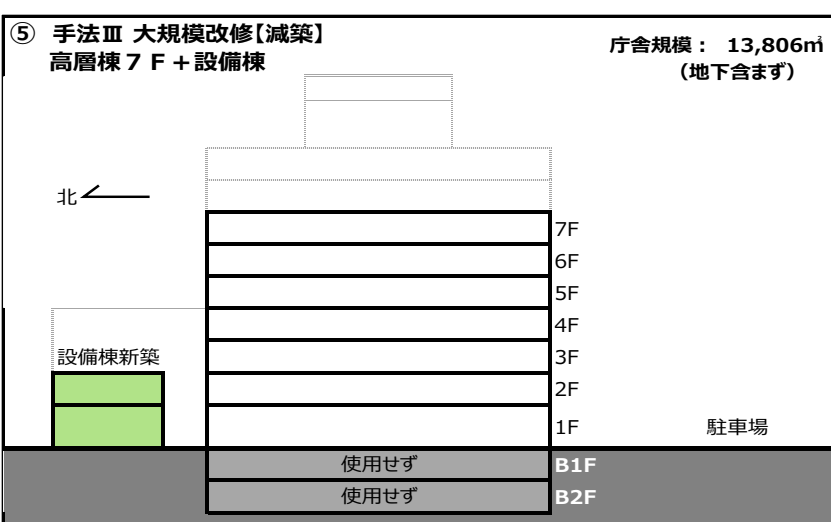 ⑤ 手法Ⅲ 大規模改修【減築】
高層棟７Ｆ＋設備棟
庁舎規模： 13,806㎡
（地下含まず）
北
7F
6F
5F
4F
設備棟新築
3F
2F
1F
駐車場
使用せず
B1F
使用せず
B2F